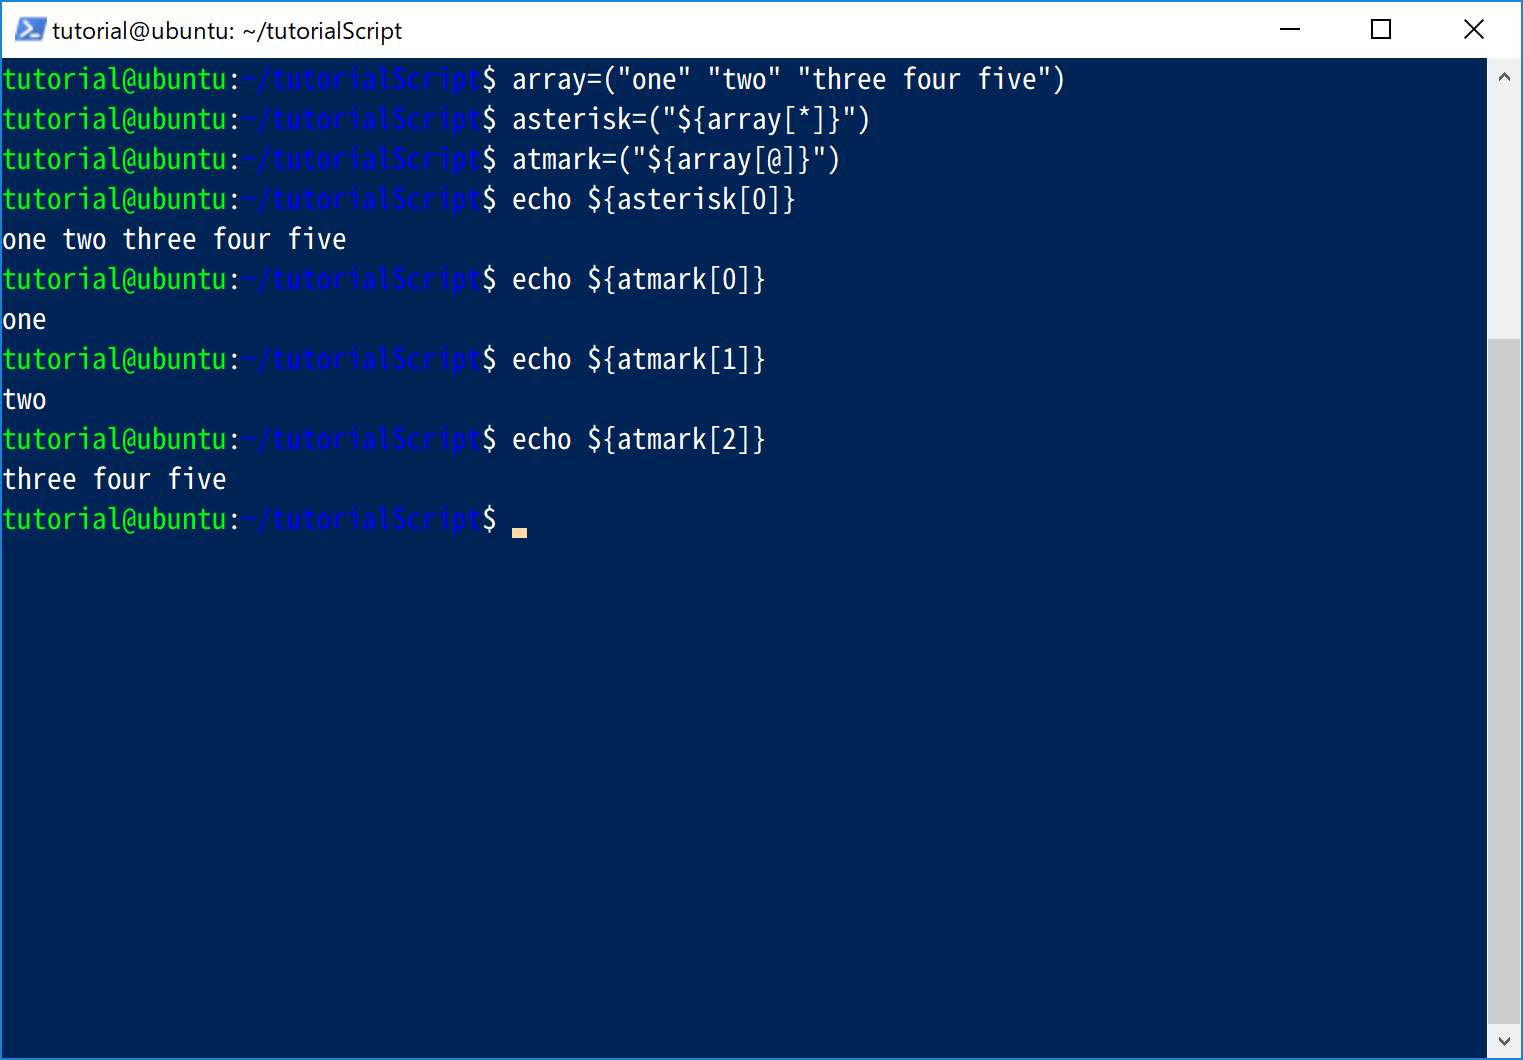 tutorial@ubuntu: ~/tutorialScript
tutorial@ubuntu:~/tutorialScript$ array=("one" "two" "three four five")
tutorial@ubuntu:~/tutorialScript$ asterisk=("${array[*]}")
tutorial@ubuntu:~/tutorialScript$ atmark=("${array[@]}")
tutorial@ubuntu:~/tutorialScript$ echo ${asterisk[0]}
one two three four five
tutorial@ubuntu:~/tutorialScript$ echo ${atmark[0]}
one
tutorial@ubuntu:~/tutorialScript$ echo ${atmark[1]}
two
tutorial@ubuntu:~/tutorialScript$ echo ${atmark[2]}
three four five
tutorial@ubuntu:~/tutorialScript$